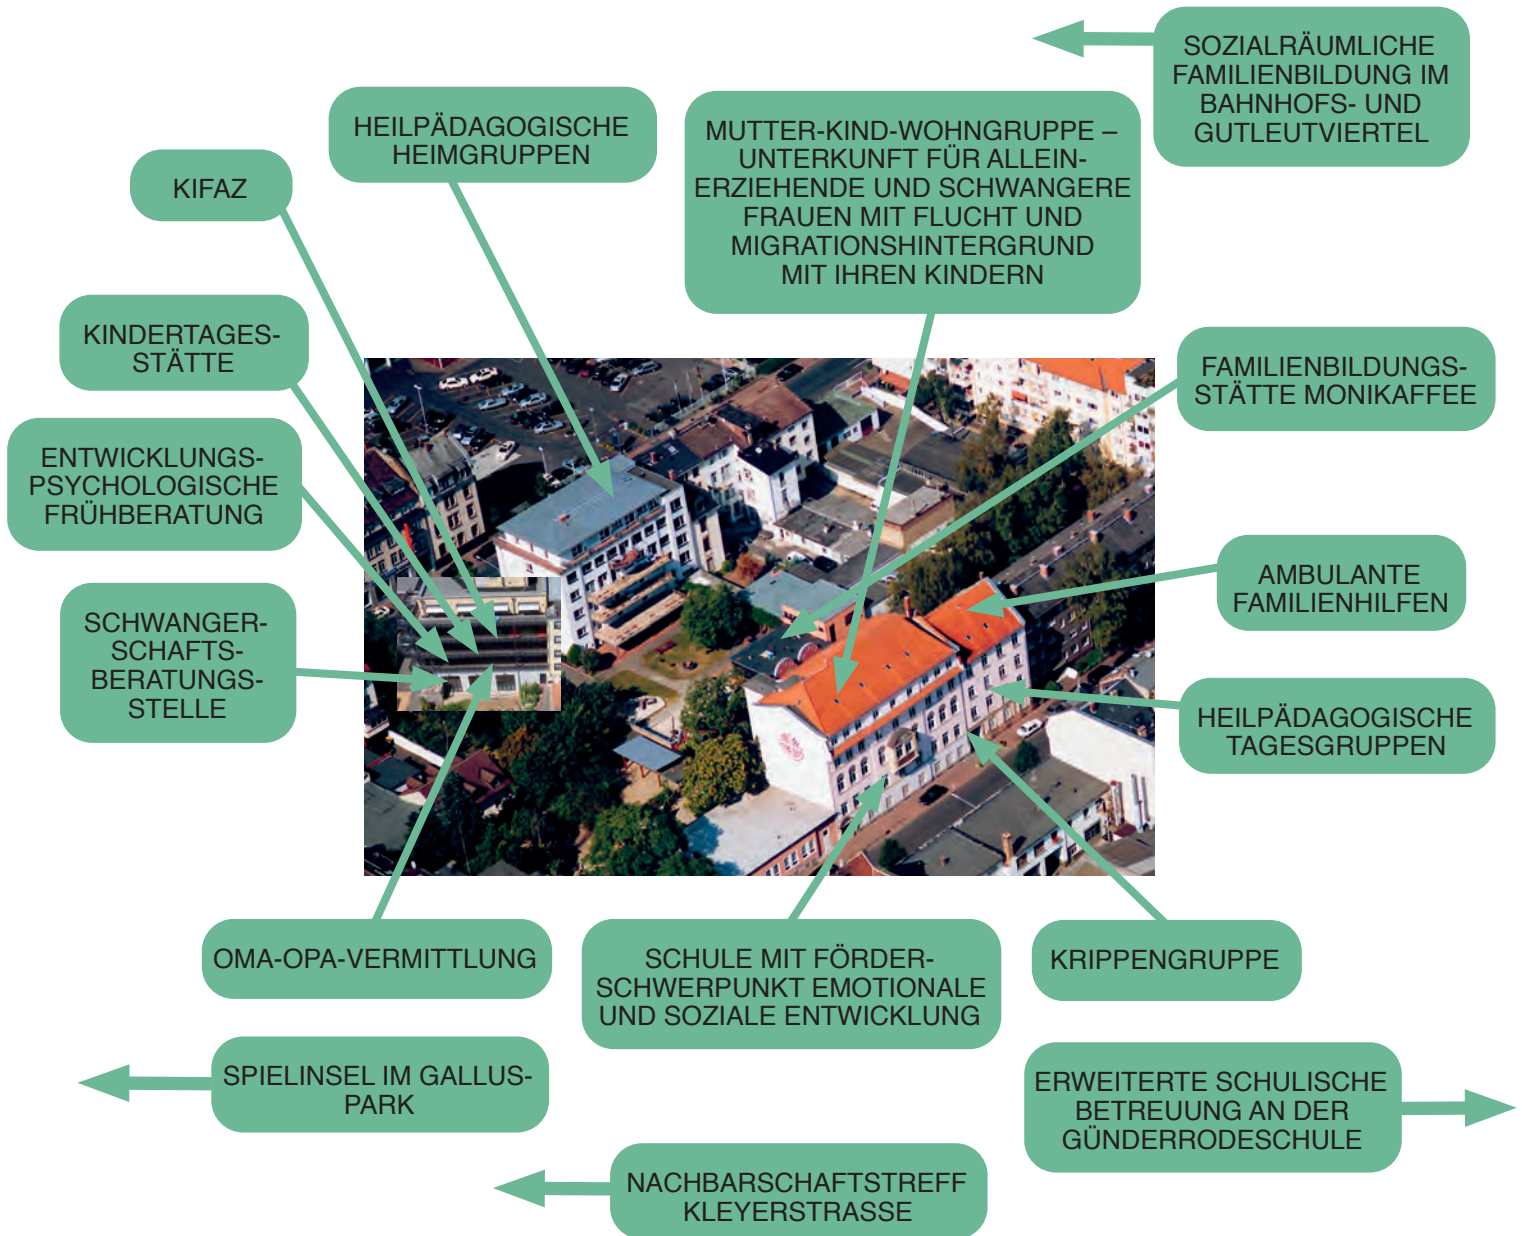 SOZIALRÄUMLICHE
FAMILIENBILDUNG IM
BAHNHOFS- UND
GUTLEUTVIERTEL
HEILPÄDAGOGISCHE
HEIMGRUPPEN
MUTTER-KIND-WOHNGRUPPE –
UNTERKUNFT FÜR ALLEIN-
ERZIEHENDE UND SCHWANGERE
FRAUEN MIT FLUCHT UND
MIGRATIONSHINTERGRUND
MIT IHREN KINDERN
KIFAZ
KINDERTAGES-
STÄTTE
FAMILIENBILDUNGS-
STÄTTE MONIKAFFEE
ENTWICKLUNGS-
PSYCHOLOGISCHE
FRÜHBERATUNG
AMBULANTE
FAMILIENHILFEN
SCHWANGER-
SCHAFTS-
BERATUNGS-
STELLE
HEILPÄDAGOGISCHE
TAGESGRUPPEN
OMA-OPA-VERMITTLUNG
SCHULE MIT FÖRDER-
SCHWERPUNKT EMOTIONALE
UND SOZIALE ENTWICKLUNG
KRIPPENGRUPPE
SPIELINSEL IM GALLUS-
PARK
ERWEITERTE SCHULISCHE
BETREUUNG AN DER
GÜNDERRODESCHULE
NACHBARSCHAFTSTREFF
KLEYERSTRASSE